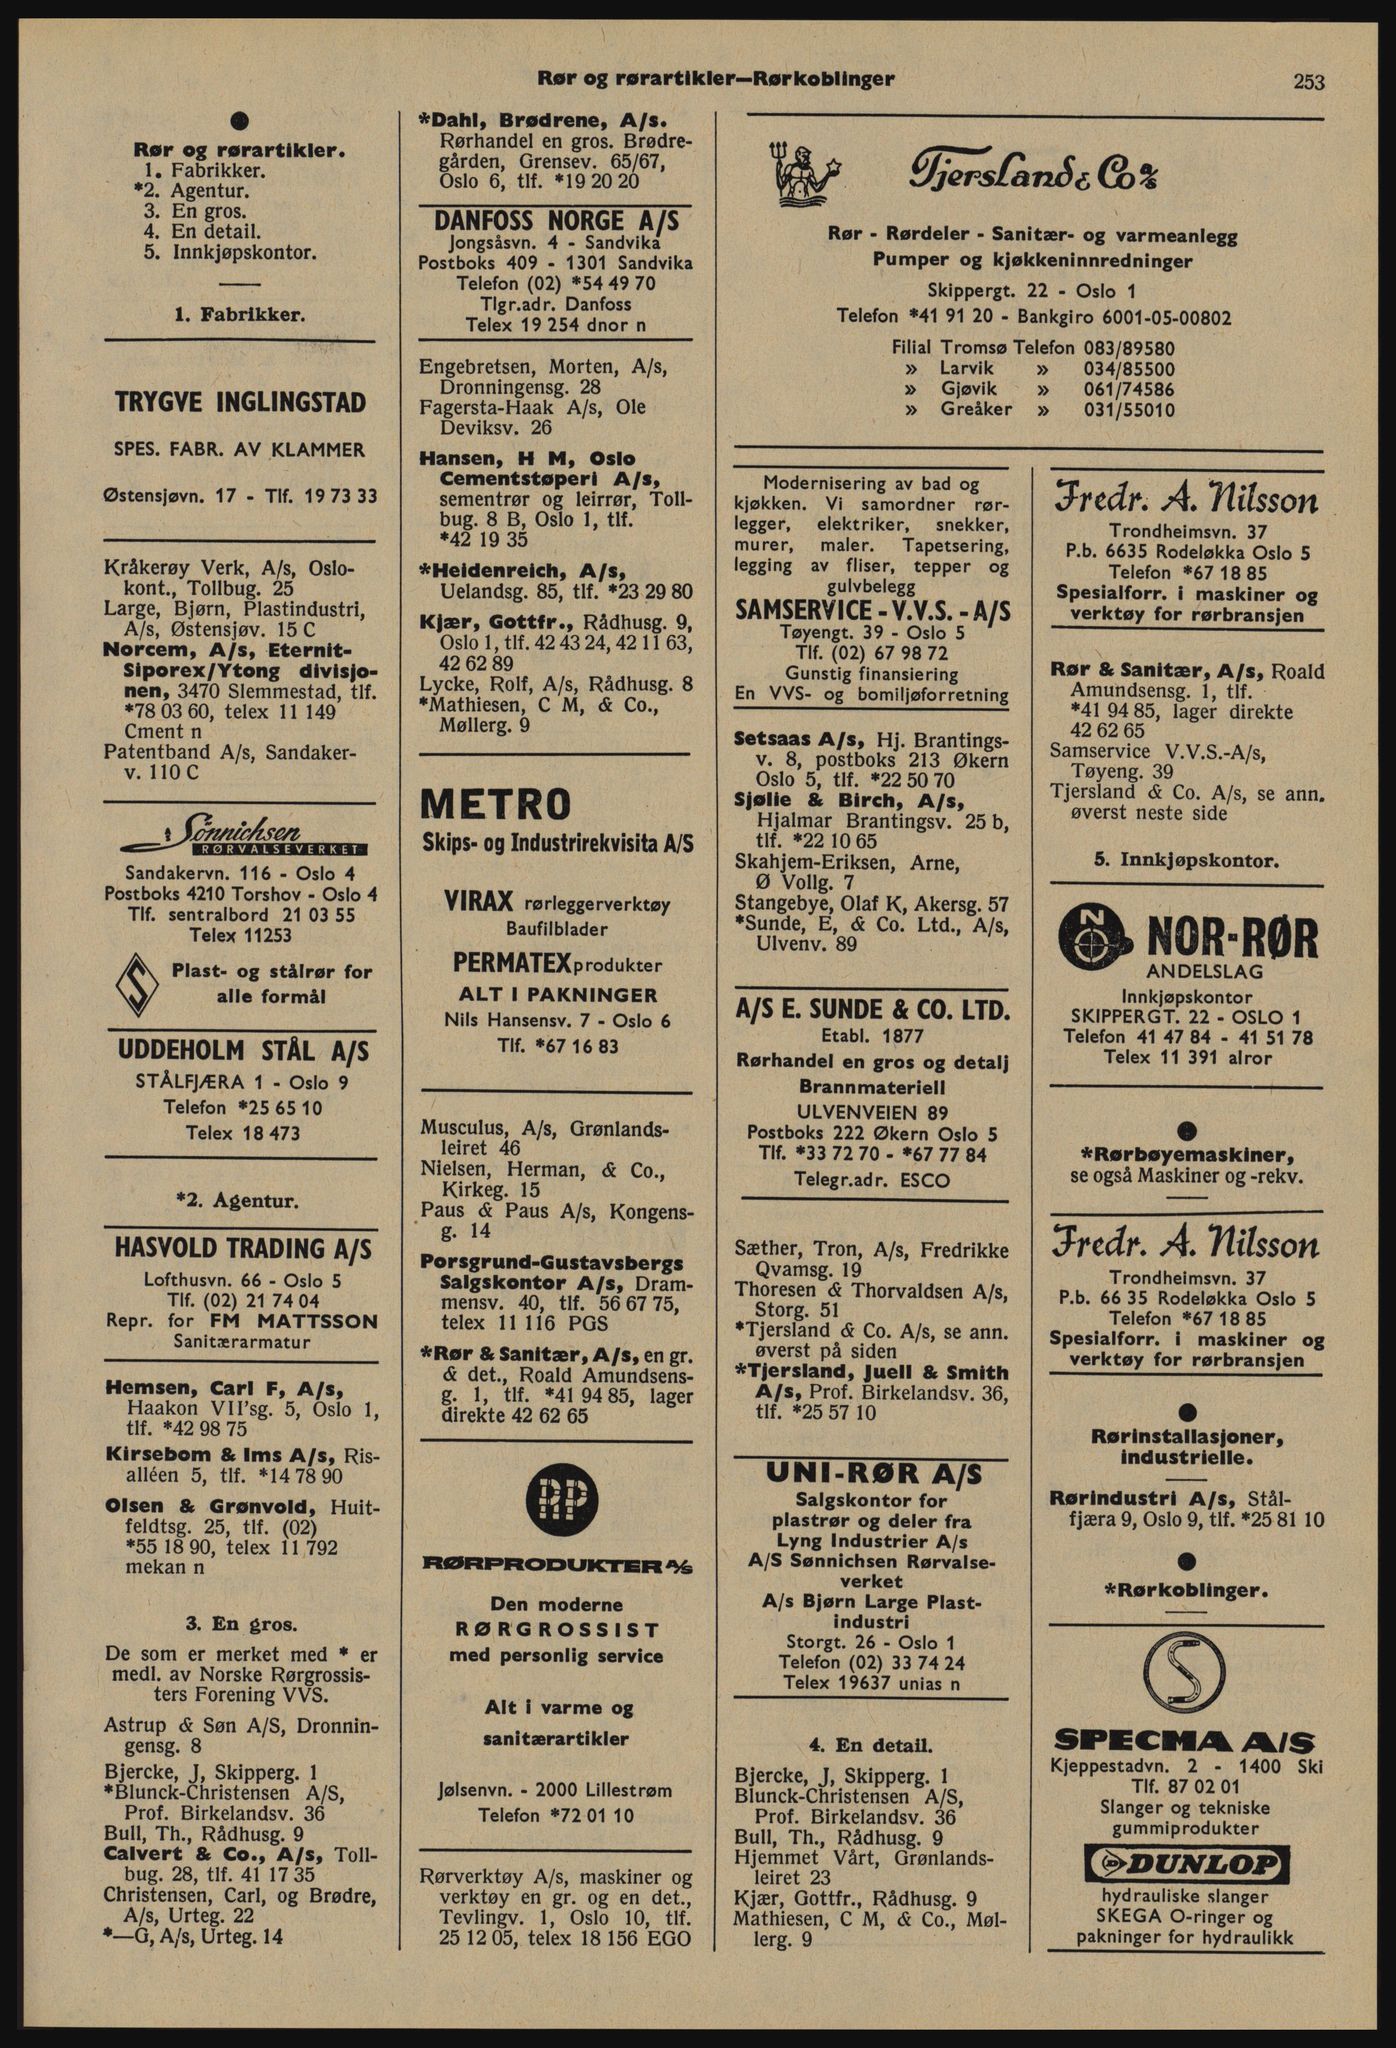 Rør og rørartikler—Rørkoblinger
253
Rør og rørartikler.
1. Fabrikker.
*2. Agentur.
3. En gros.
4. En detail.
5. Innkjøpskontor.
1. Fabrikker.
TRYGVE INGLINGSTAD
SPES. FABR. AV KLAMMER
Østensjøvn. 17 - Tlf. 19 73 33
Kråkerøy Verk, A/s, Oslo-
kont., Tollbug. 25
Large, Bjørn, Plastindustri,
A/s, Østensjøv. 15 C
Norcem, A/s, Eternit-
Siporex/Ytong divisjo-
nen, 3470 Slemmestad, tlf.
*78 03 60, telex 11 149
Cment n
Patentband A/s, Sandaker-
v. 110 C
Sönnichsen
RØRVALSEVERKET
Sandakervn. 116 - Oslo 4
Postboks 4210 Torshov - Oslo 4
Tlf. sentralbord 21 03 55
Telex 11253
Plast- og stålrør for
alle formål
UDDEHOLM STÅL A/S
STÅLFJÆRA 1 - Oslo 9
Telefon *25 65 10
Telex 18 473
*2. Agentur.
HASVOLD TRADING A/S
Lofthusvn. 66 - Oslo 5
Tlf. (02) 21 74 04
Repr. for FM MATTSSON
Sanitærarmatur
Hemsen, Carl F, A/s,
Haakon VII'sg. 5, Oslo 1,
tlf. *42 98 75
Kirsebom & Ims A/s, Ris-
alléen 5, tlf. *14 78 90
Olsen & Grønvold, Huit-
feldtsg. 25, tlf. (02)
*55 18 90, telex 11 792
mekan n
3. En gros.
De som er merket med * er
medl. av Norske Rørgrossis-
ters Forening VVS.
Astrup & Søn A/S, Dronnin-
gensg. 8
Bjercke, J, Skipperg. 1
*Blunck-Christensen A/S,
Prof. Birkelandsv. 36
Bull, Th., Rådhusg. 9
Calvert & Co., A/s, Toll-
bug. 28, tlf. 41 17 35
Christensen, Carl, og Brødre,
A/s, Urteg. 22
*—G, A/s, Urteg. 14
*Dahl, Brødrene, A/s.
Rørhandel en gros. Brødre-
gården, Grensev. 65/67,
Oslo 6, tlf. *19 20 20
DANFOSS NORGE A/S
Jongsåsvn. 4 - Sandvika
Postboks 409 - 1301 Sandvika
Telefon (02) *54 49 70
Tlgr.adr. Danfoss
Telex 19 254 dnor n
Engebretsen, Morten, A/s,
Dronningensg. 28
Fagersta-Haak A/s, Ole
Deviksv. 26
Hansen, H M, Oslo
Cementstøperi A/s,
sementrør og leirrør, Toll-
bug. 8 B, Oslo 1, tlf.
*42 19 35
*Heidenreich, A/s,
Uelandsg. 85, tlf. *23 29 80
Kjær, Gottfr., Rådhusg. 9,
Oslo 1, tlf. 42 43 24, 42 11 63,
42 62 89
Lycke, Rolf, A/s, Rådhusg. 8
*Mathiesen, C M, & Co.,
Møllerg. 9
METRO
Skips- og Industrirekvisita A/S
VIRAX rørleggerverktøy
Baufilblader
PERMATEX produkter
ALT I PAKNINGER
Nils Hansensv. 7 - Oslo 6
Tlf. *67 16 83
Musculus, A/s, Grønlands-
leiret 46
Nielsen, Herman, & Co.,
Kirkeg. 15
Paus & Paus A/s, Kongens-
g. 14
Porsgrund-Gustavsbergs
Salgskontor A/s, Dram-
mensv. 40, tlf. 56 67 75,
telex 11 116 PGS
*Rør & Sanitær, A/s, en gr.
& det., Roald Amundsens-
g. 1, tlf. *41 94 85, lager
direkte 42 62 65
RP
RØRPRODUKTER A/S
Den moderne
RØRGROSSIST
med personlig service
Alt i varme og
sanitærartikler
Jølsenvn. - 2000 Lillestrøm
Telefon *72 01 10
Rørverktøy A/s, maskiner og
verktøy en gr. og en det.,
Tevlingv. 1, Oslo 10, tlf.
25 12 05, telex 18 156 EGO
Tjersland & Co A/S
Rør - Rørdeler - Sanitær- og varmeanlegg
Pumper og kjøkkeninnredninger
Skippergt. 22 - Oslo 1
Telefon *41 91 20 - Bankgiro 6001-05-00802
Filial Tromsø Telefon 083/89580
» Larvik » 034/85500
» Gjøvik » 061/74586
» Greåker » 031/55010
Modernisering av bad og
kjøkken. Vi samordner rør-
legger, elektriker, snekker,
murer, maler. Tapetsering,
legging av fliser, tepper og
gulvbelegg
SAMSERVICE - V.V.S. - A/S
Tøyengt. 39 - Oslo 5
Tlf. (02) 67 98 72
Gunstig finansiering
En VVS- og bomiljøforretning
Setsaas A/s, Hj. Brantings-
v. 8, postboks 213 Økern
Oslo 5, tlf. *22 50 70
Sjølie & Birch, A/s,
Hjalmar Brantingsv. 25 b,
tlf. *22 10 65
Skahjem-Eriksen, Arne,
Ø Vollg. 7
Stangebye, Olaf K, Akersg. 57
*Sunde, E, & Co. Ltd., A/s,
Ulvenv. 89
A/S E. SUNDE & CO. LTD.
Etabl. 1877
Rørhandel en gros og detalj
Brannmateriell
ULVENVEIEN 89
Postboks 222 Økern Oslo 5
Tlf. *33 72 70 - *67 77 84
Telegr.adr. ESCO
Sæther, Tron, A/s, Fredrikke
Qvamsg. 19
Thoresen & Thorvaldsen A/s,
Storg. 51
*Tjersland & Co. A/s, se ann.
øverst på siden
*Tjersland, Juell & Smith
A/s, Prof. Birkelandsv. 36,
tlf. *25 57 10
UNI-RØR A/S
Salgskontor for
plastrør og deler fra
Lyng Industrier A/s
A/S Sønnichsen Rørvalse-
verket
A/s Bjørn Large Plast-
industri
Storgt. 26 - Oslo 1
Telefon (02) 33 74 24
Telex 19637 unias n
4. En detail.
Bjercke, J, Skipperg. 1
Blunck-Christensen A/S,
Prof. Birkelandsv. 36
Bull, Th., Rådhusg. 9
Hjemmet Vårt, Grønlands-
leiret 23
Kjær, Gottfr., Rådhusg. 9
Mathiesen, C M, & Co., Møl-
lerg. 9
Fredr. A. Nilsson
Trondheimsvn. 37
P.b. 6635 Rodeløkka Oslo 5
Telefon *67 18 85
Spesialforr. i maskiner og
verktøy for rørbransjen
Rør & Sanitær, A/s, Roald
Amundsensg. 1, tlf.
*41 94 85, lager direkte
42 62 65
Samservice V.V.S.-A/s,
Tøyeng. 39
Tjersland & Co. A/s, se ann.
øverst neste side
5. Innkjøpskontor.
N
NOR-RØR
ANDELSLAG
Innkjøpskontor
SKIPPERGT. 22 - OSLO 1
Telefon 41 47 84 - 41 51 78
Telex 11 391 alror
*Rørbøyemaskiner,
se også Maskiner og -rekv.
Fredr. A. Nilsson
Trondheimsvn. 37
P.b. 66 35 Rodeløkka Oslo 5
Telefon *67 18 85
Spesialforr. i maskiner og
verktøy for rørbransjen
Rørinstallasjoner,
industrielle.
Rørindustri A/s, Stål-
fjæra 9, Oslo 9, tlf. *25 81 10
*Rørkoblinger.
S
SPECMA A/S
Kjeppestadvn. 2 - 1400 Ski
Tlf. 87 02 01
Slanger og tekniske
gummiprodukter
DUNLOP
hydrauliske slanger
SKEGA O-ringer og
pakninger for hydraulikk